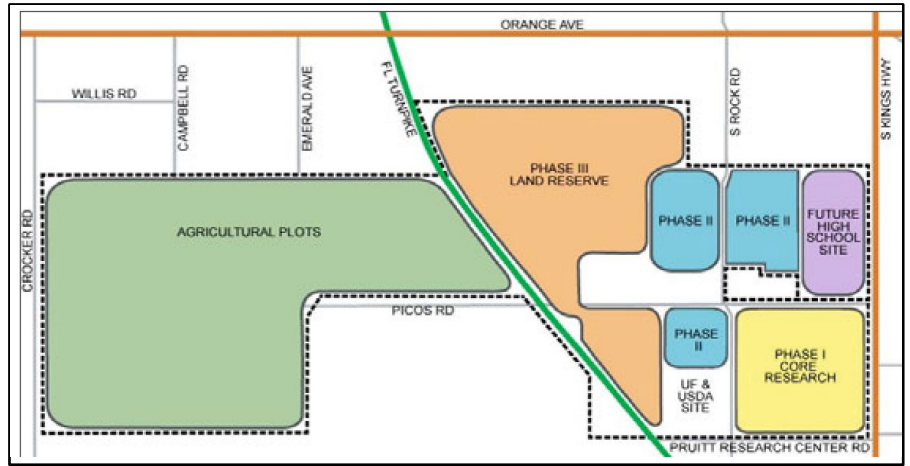 ORANGE AVE
WILLIS RD
CAMPBELL RD
EMERALD AVE
FL TURNPIKE
S ROCK RD
S KINGS HWY
PHASE III
LAND RESERVE
CROCKER RD
AGRICULTURAL PLOTS
PHASE II
PHASE II
FUTURE
HIGH
SCHOOL
SITE
PICOS RD
PHASE
II
PHASE I
CORE
RESEARCH
UF &
USDA
SITE
PRUITT RESEARCH CENTER RD